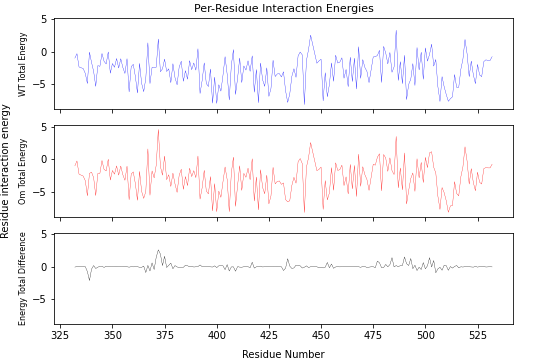 Per-Residue Interaction Energies
Residue interaction energy
WT Total Energy
5
0
−5
Om Total Energy
5
0
−5
Energy Total Difference
5
0
−5
325 350 375 400 425 450 475 500 525
Residue Number